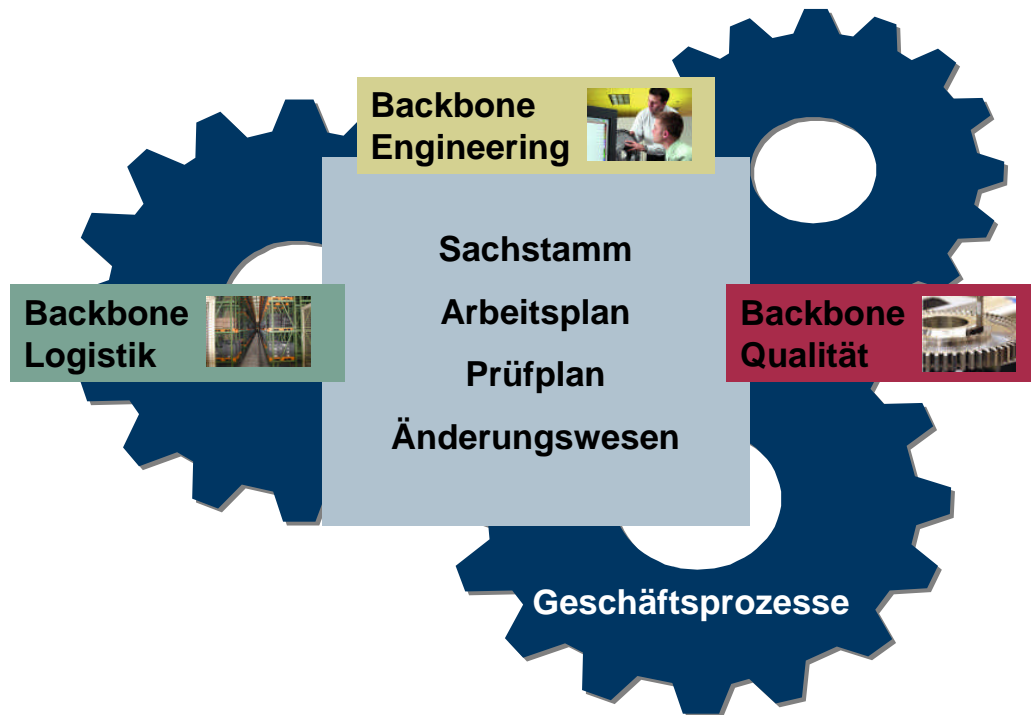 Backbone
Engineering
Sachstamm
Arbeitsplan
Prüfplan
Änderungswesen
Backbone
Logistik
Backbone
Qualität
Geschäftsprozesse